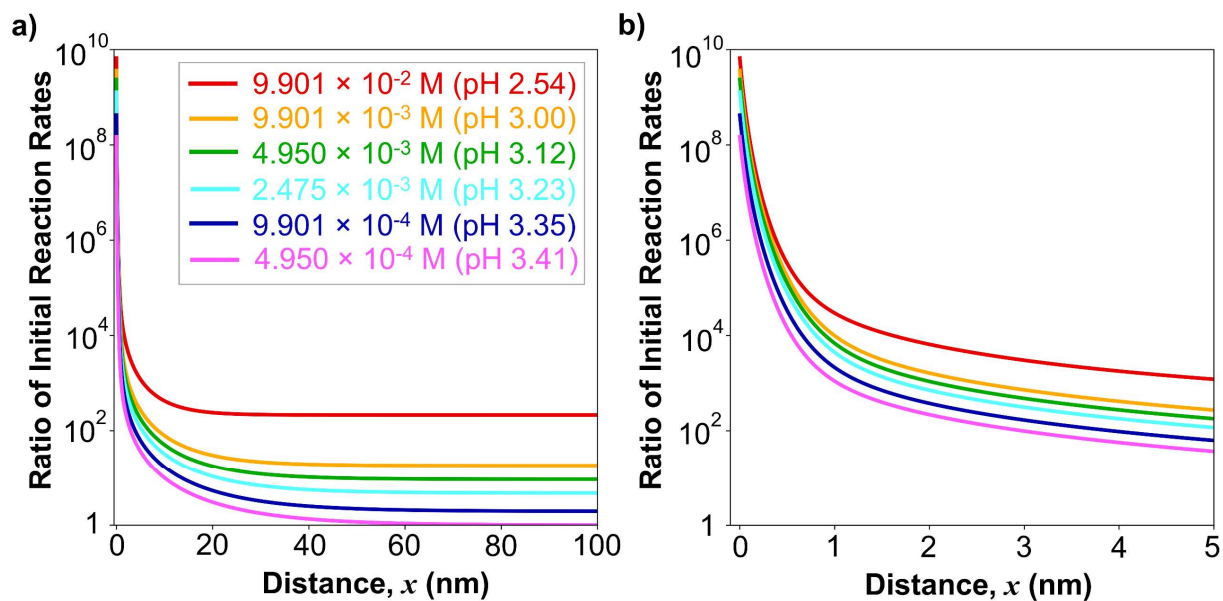 a)
Ratio of Initial Reaction Rates
10^10
10^8
10^6
10^4
10^2
1
9.901 × 10^-2 M (pH 2.54)
9.901 × 10^-3 M (pH 3.00)
4.950 × 10^-3 M (pH 3.12)
2.475 × 10^-3 M (pH 3.23)
9.901 × 10^-4 M (pH 3.35)
4.950 × 10^-4 M (pH 3.41)
0 20 40 60 80 100
Distance, x (nm)
b)
Ratio of Initial Reaction Rates
10^10
10^8
10^6
10^4
10^2
1
0 1 2 3 4 5
Distance, x (nm)